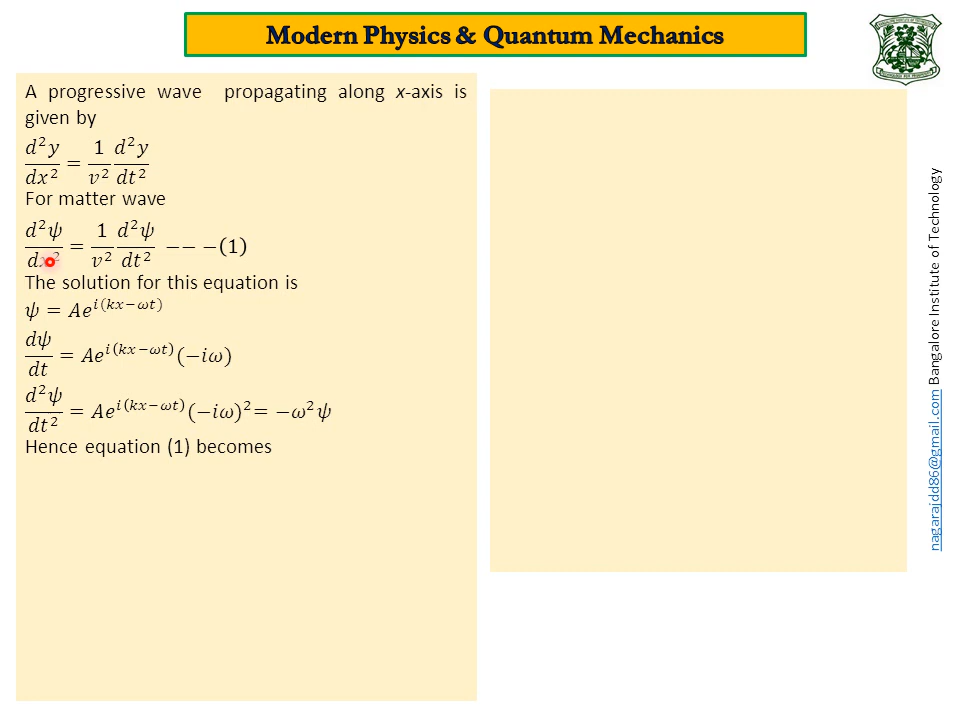 Modern Physics & Quantum Mechanics
A progressive wave propagating along x-axis is
given by
d²y/dx² = 1/v² d²y/dt²
For matter wave
d²ψ/dx² = 1/v² d²ψ/dt² −− −(1)
The solution for this equation is
ψ = Ae^{i(kx−ωt)}
dψ/dt = Ae^{i(kx−ωt)}(−iω)
d²ψ/dt² = Ae^{i(kx−ωt)}(−iω)²= −ω²ψ
Hence equation (1) becomes
nagarajdd86@gmail.com Bangalore Institute of Technology